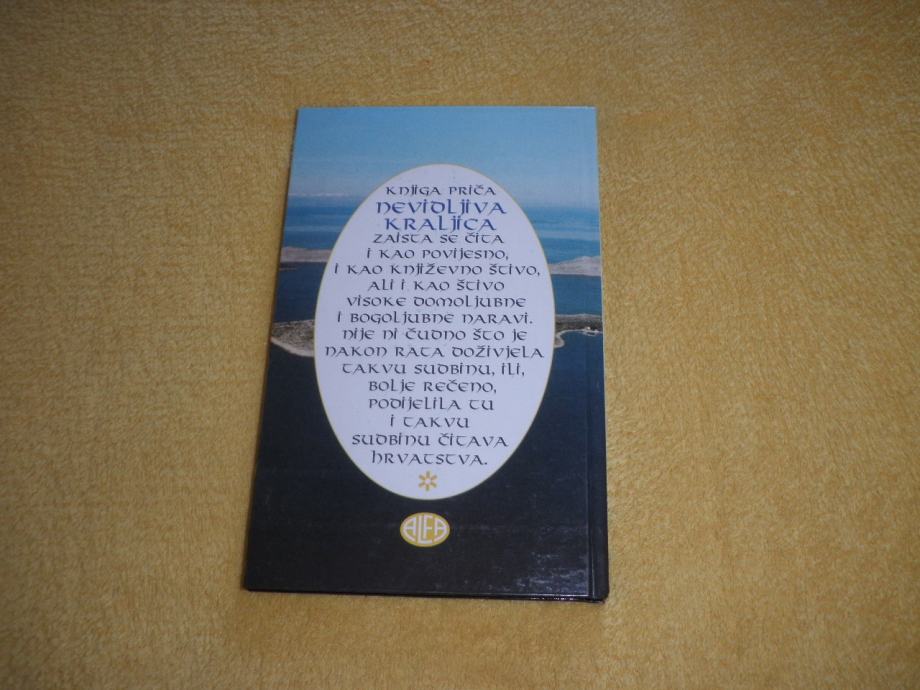 KNJIGA PRIČA
NEVIDLJIVA
KRALJICA
ZAISTA SE ČITA
I KAO POVIJESNO,
I KAO KNJIŽEVNO ŠTIVO,
ALI I KAO ŠTIVO
VISOKE DOMOLJUBNE
I BOGOLJUBNE NARAVI.
NIJE NI ČUDNO ŠTO JE
NAKON RATA DOŽIVJELA
TAKVU SUDBINU, ILI,
BOLJE REČENO,
PODIJELILA TU
I TAKVU
SUDBINU ČITAVA
HRVATSTVA.
ALFA